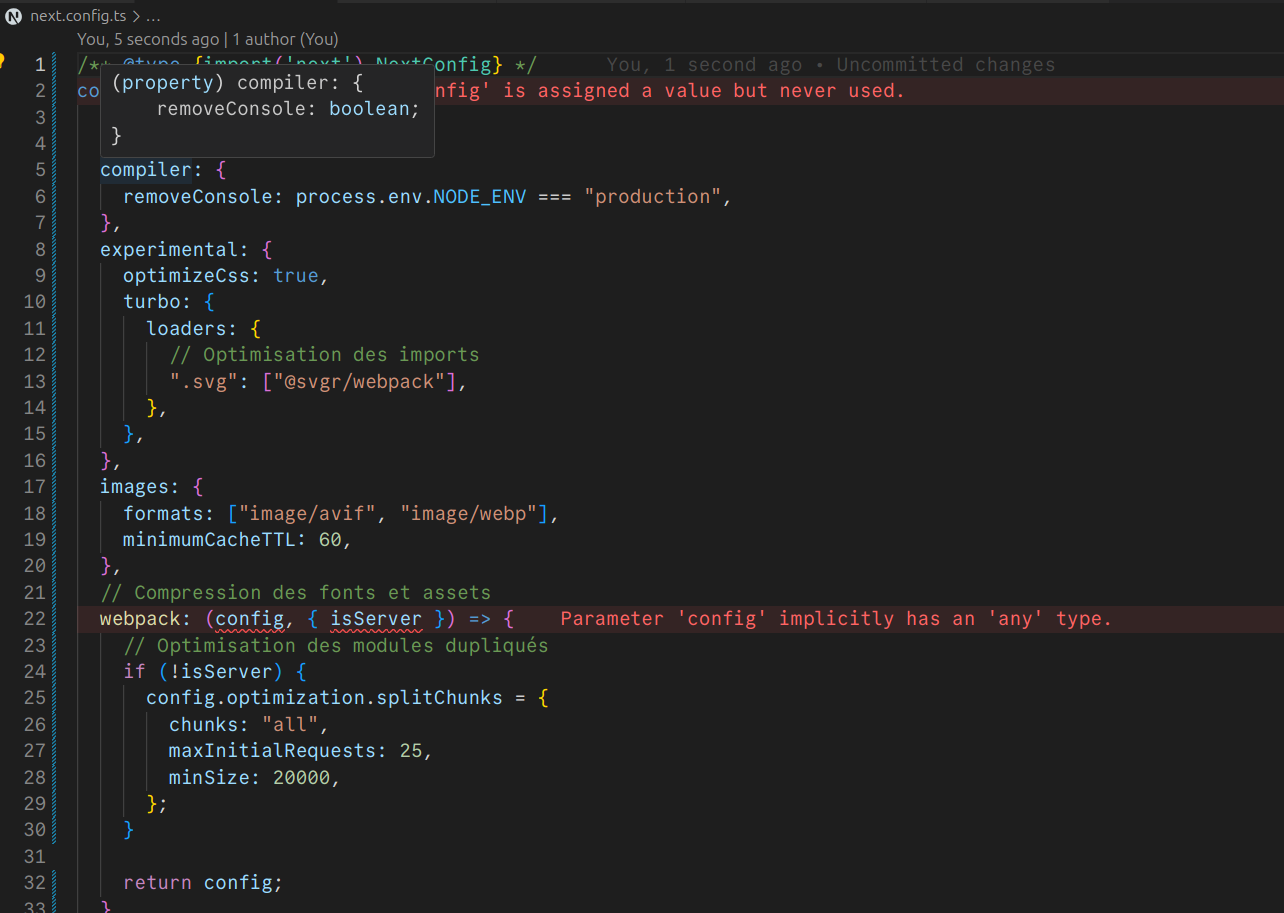 next.config.ts > ...
You, 5 seconds ago | 1 author (You)
1 /** @type {import('next').NextConfig} */ You, 1 second ago • Uncommitted changes
(property) compiler: {
removeConsole: boolean;
}
2 co nfig' is assigned a value but never used.
3
4
5 compiler: {
6 removeConsole: process.env.NODE_ENV === "production",
7 },
8 experimental: {
9 optimizeCss: true,
10 turbo: {
11 loaders: {
12 // Optimisation des imports
13 ".svg": ["@svgr/webpack"],
14 },
15 },
16 },
17 images: {
18 formats: ["image/avif", "image/webp"],
19 minimumCacheTTL: 60,
20 },
21 // Compression des fonts et assets
22 webpack: (config, { isServer }) => { Parameter 'config' implicitly has an 'any' type.
23 // Optimisation des modules dupliqués
24 if (!isServer) {
25 config.optimization.splitChunks = {
26 chunks: "all",
27 maxInitialRequests: 25,
28 minSize: 20000,
29 };
30 }
31
32 return config;
33 }